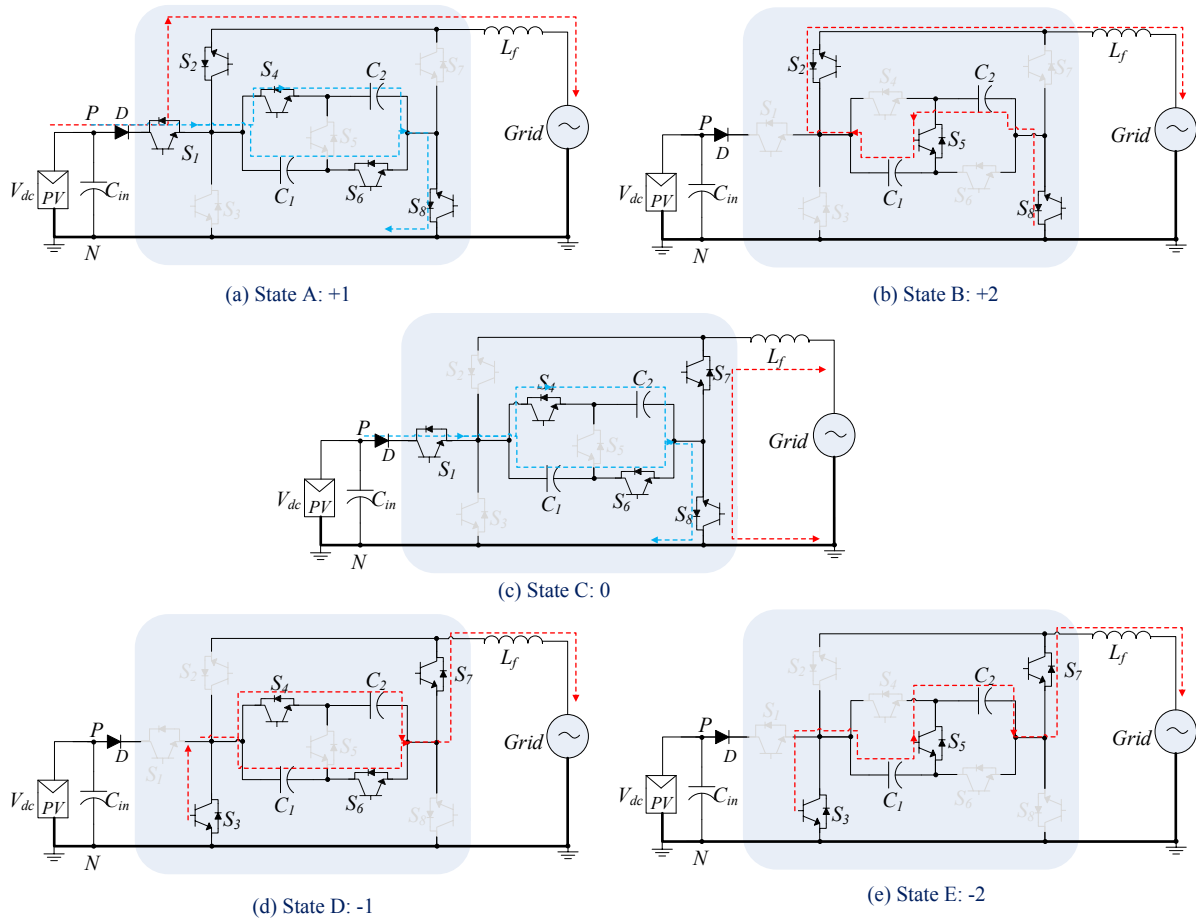 S2
S4
C2
S7
Lf
P
D
S1
S5
Grid
Vdc
PV
Cin
C1
S6
S3
S8
N
(a) State A: +1
S2
S4
C2
S7
Lf
P
D
S1
S5
Grid
Vdc
PV
Cin
C1
S6
S3
S8
N
(b) State B: +2
S2
S4
C2
S7
Lf
P
D
S1
S5
Grid
Vdc
PV
Cin
C1
S6
S3
S8
N
(c) State C: 0
S2
S4
C2
S7
Lf
P
D
S1
S5
Grid
Vdc
PV
Cin
C1
S6
S3
S8
N
(d) State D: -1
S2
S4
C2
S7
Lf
P
D
S1
S5
Grid
Vdc
PV
Cin
C1
S6
S3
S8
N
(e) State E: -2